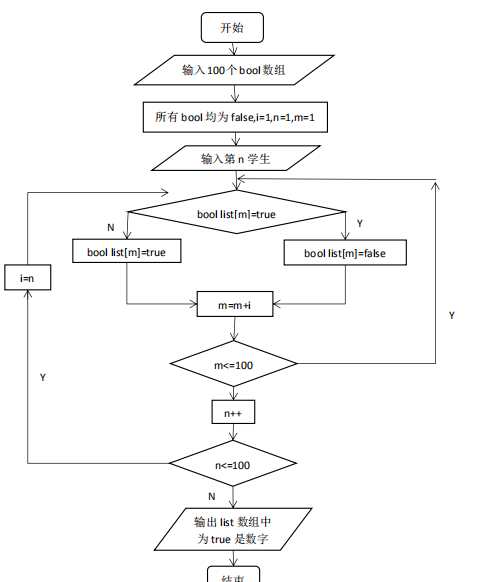 开始
输入100个bool数组
所有bool均为false,i=1,n=1,m=1
输入第n学生
bool list[m]=true
N
Y
bool list[m]=true
bool list[m]=false
i=n
m=m+i
Y
m<=100
Y
n++
n<=100
N
输出list数组中
为true是数字
结束